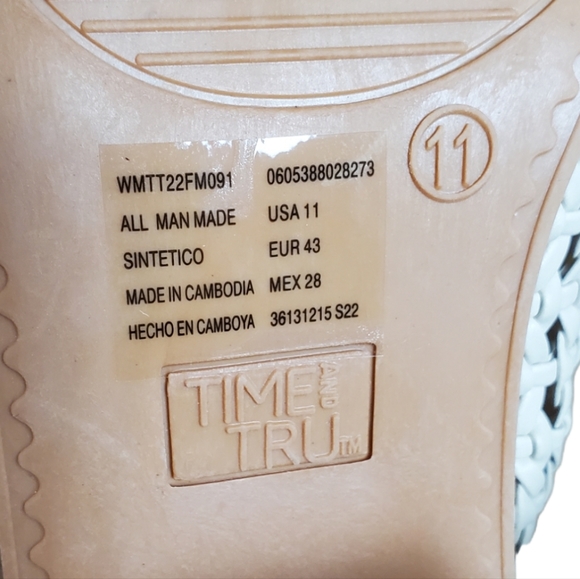 11
WMTT22FM091 0605388028273
ALL MAN MADE USA 11
SINTETICO EUR 43
MADE IN CAMBODIA MEX 28
HECHO EN CAMBOYA 36131215 S22
TIME AND
TRU TM